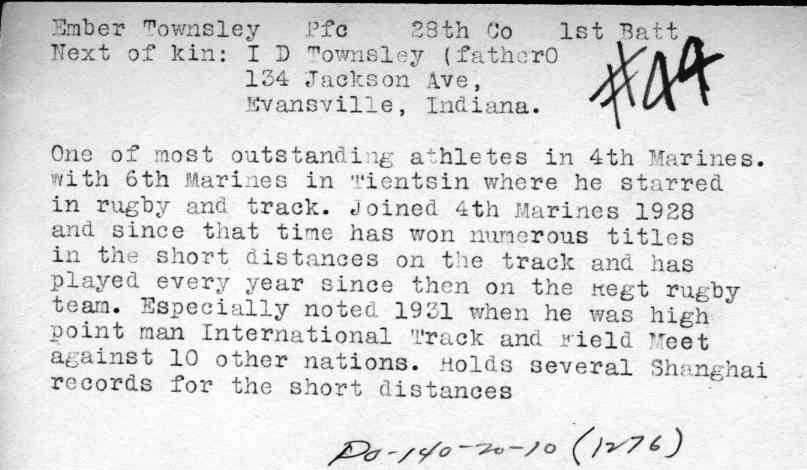 Ember Townsley   Pfc   28th Co   1st Batt
Next of kin: I D Townsley (fatherO
134 Jackson Ave,
Evansville, Indiana.
#44
One of most outstanding athletes in 4th Marines.
With 6th Marines in Tientsin where he starred
in rugby and track. Joined 4th Marines 1928
and since that time has won numerous titles
in the short distances on the track and has
played every year since then on the Regt rugby
team. Especially noted 1931 when he was high
point man International Track and Field Meet
against 10 other nations. Holds several Shanghai
records for the short distances
Do-140-20-10 (1276)